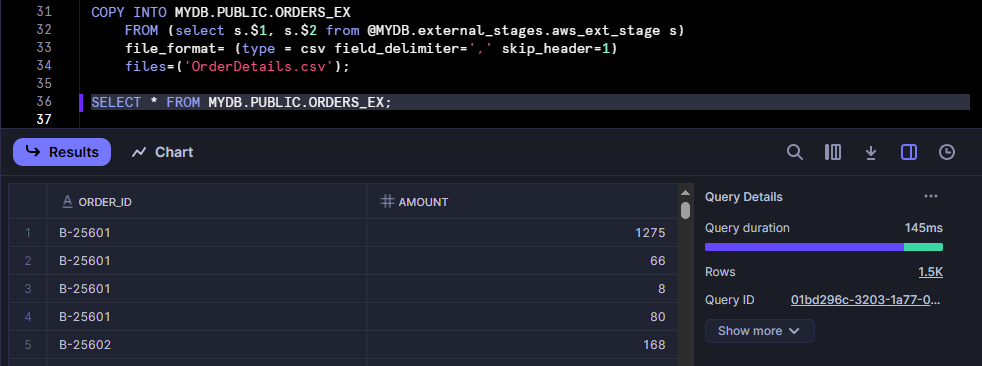 31 COPY INTO MYDB.PUBLIC.ORDERS_EX
32 FROM (select s.$1, s.$2 from @MYDB.external_stages.aws_ext_stage s)
33 file_format= (type = csv field_delimiter=',' skip_header=1)
34 files=('OrderDetails.csv');
35
36 SELECT * FROM MYDB.PUBLIC.ORDERS_EX;
37
Results Chart
ORDER_ID AMOUNT
1 B-25601 1275
2 B-25601 66
3 B-25601 8
4 B-25601 80
5 B-25602 168
Query Details ...
Query duration 145ms
Rows 1.5K
Query ID 01bd296c-3203-1a77-0...
Show more